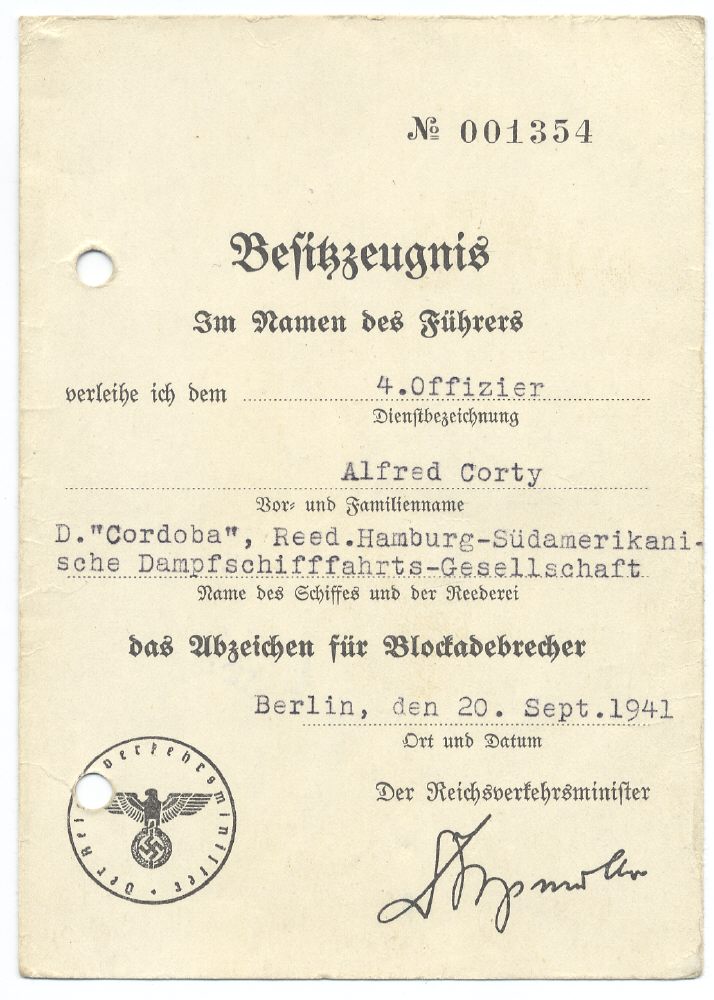 № 001354
Besitzzeugnis
Im Namen des Führers
verleihe ich dem 4.Offizier
Dienstbezeichnung
Alfred Corty
Vor- und Familienname
D."Cordoba", Reed.Hamburg-Südamerikani-
sche Dampfschifffahrts-Gesellschaft
Name des Schiffes und der Reederei
das Abzeichen für Blockadebrecher
Berlin, den 20. Sept.1941
Ort und Datum
Der Reichsverkehrsminister
Der Rei verkehrsminister